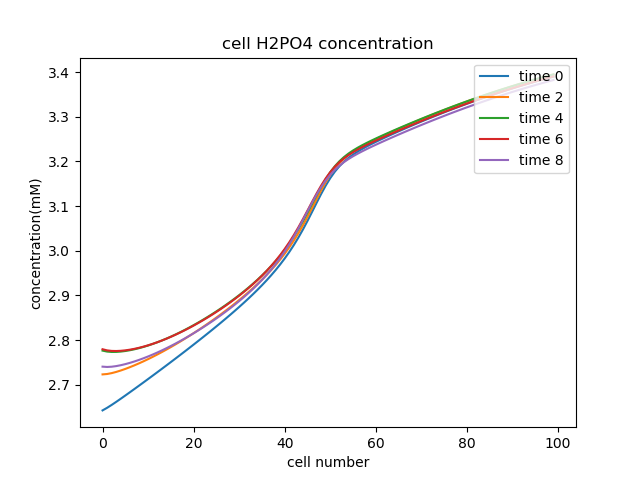 cell H2PO4 concentration
time 0
time 2
time 4
time 6
time 8
concentration(mM)
3.4
3.3
3.2
3.1
3.0
2.9
2.8
2.7
0 20 40 60 80 100
cell number